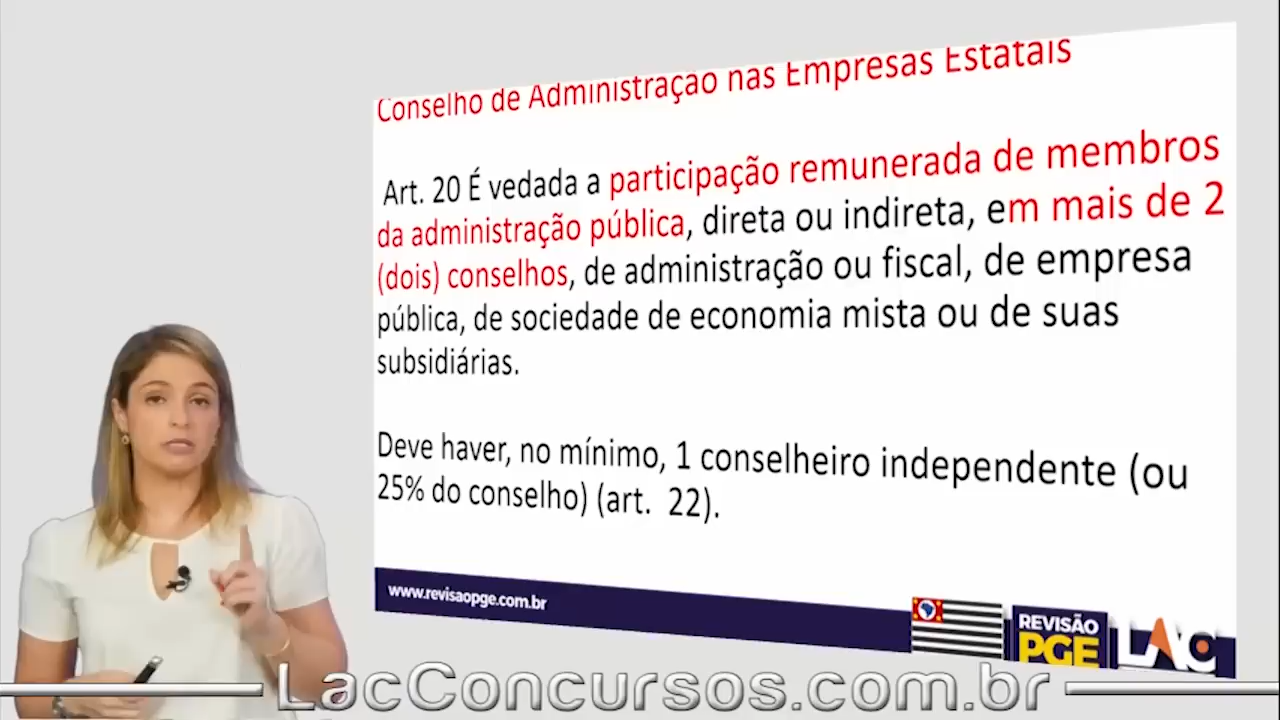 Conselho de Administração nas Empresas Estatais
Art. 20 É vedada a participação remunerada de membros
da administração pública, direta ou indireta, em mais de 2
(dois) conselhos, de administração ou fiscal, de empresa
pública, de sociedade de economia mista ou de suas
subsidiárias.
Deve haver, no mínimo, 1 conselheiro independente (ou
25% do conselho) (art. 22).
www.revisaopge.com.br
REVISÃO
PGE
LAC
LacConcursos.com.br